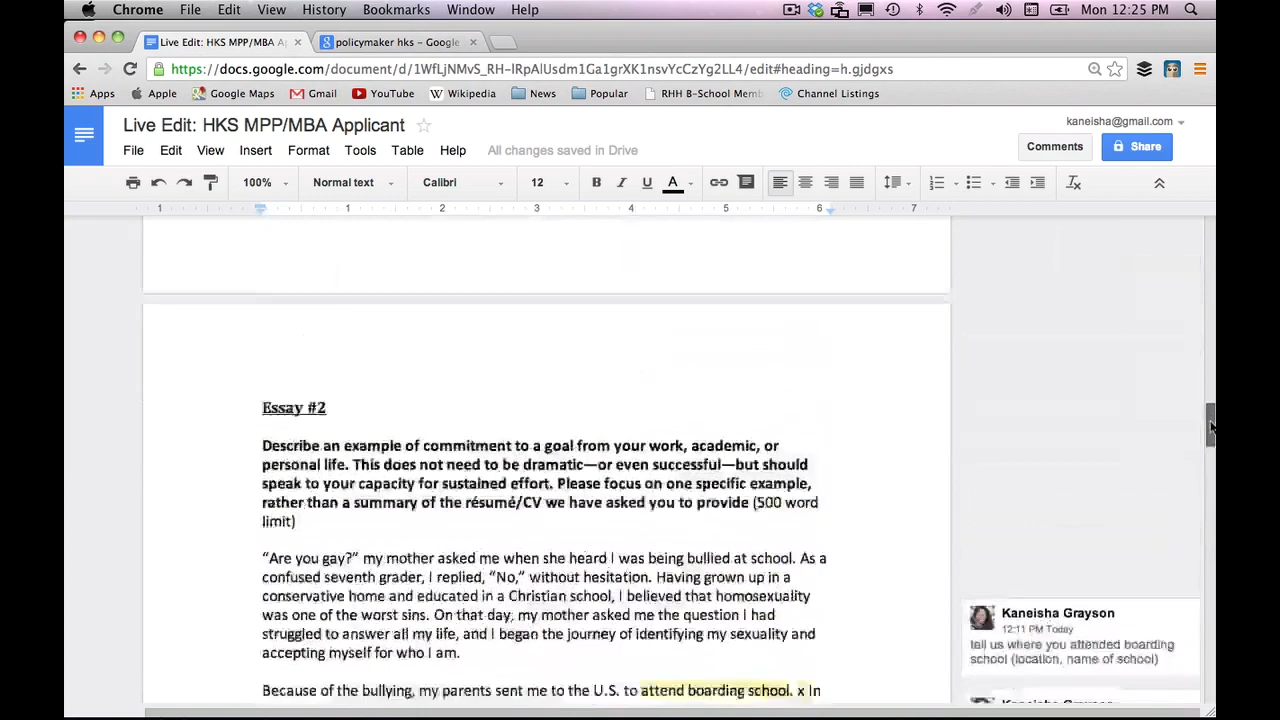 Chrome File Edit View History Bookmarks Window Help Mon 12:25 PM
Live Edit: HKS MPP/MBA A policymaker hks – Google
https://docs.google.com/document/d/1WfLjNMvS_RH-lRpAlUsdm1Ga1grXK1nsvYcCzYg2LL4/edit#heading=h.gjdgxs
Apps Apple Google Maps Gmail YouTube Wikipedia News Popular RHH B-School Memb Channel Listings
Live Edit: HKS MPP/MBA Applicant
kaneisha@gmail.com
File Edit View Insert Format Tools Table Help All changes saved in Drive
Comments Share
100% Normal text Calibri 12 B I U A
1 1 2 3 4 5 6 7
Essay #2
Describe an example of commitment to a goal from your work, academic, or
personal life. This does not need to be dramatic—or even successful—but should
speak to your capacity for sustained effort. Please focus on one specific example,
rather than a summary of the résumé/CV we have asked you to provide (500 word
limit)
“Are you gay?” my mother asked me when she heard I was being bullied at school. As a
confused seventh grader, I replied, “No,” without hesitation. Having grown up in a
conservative home and educated in a Christian school, I believed that homosexuality
was one of the worst sins. On that day, my mother asked me the question I had
struggled to answer all my life, and I began the journey of identifying my sexuality and
accepting myself for who I am.
Because of the bullying, my parents sent me to the U.S. to attend boarding school. x In
Kaneisha Grayson
12:11 PM Today
tell us where you attended boarding
school (location, name of school)
Kaneisha Grayson